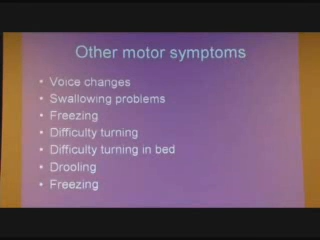 Other motor symptoms
• Voice changes
• Swallowing problems
• Freezing
• Difficulty turning
• Difficulty turning in bed
• Drooling
• Freezing